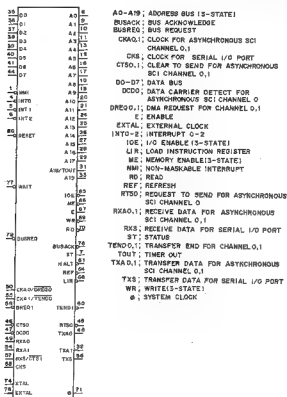 D0
D1
D2
D3
D4
D5
D6
D7
NMI
INT0
INT1
INT2
RESET
WAIT
BUSREQ
CKA0/DREQ0
CKA1/TEND0
DREQ1
CTS0
DCD0
RXA0
RXA1
RXS/CTS1
CKS
XTAL
EXTAL
A0
A1
A2
A3
A4
A5
A6
A7
A8
A9
A10
A11
A12
A13
A14
A15
A16
A17
A18/TOUT
A19
IOE
ME
E
WR
RD
BUSACK
ST
HALT
REF
LIR
TEND1
RTS0
TXA0
TXA1
TXS
ø
A0-A19; ADDRESS BUS (3-STATE)
BUSACK; BUS ACKNOWLEDGE
BUSREQ; BUS REQUEST
CKA0,1; CLOCK FOR ASYNCHRONOUS SCI
CHANNEL 0,1
CKS; CLOCK FOR SERIAL I/O PORT
CTS0,1; CLEAR TO SEND FOR ASYNCHRONOUS
SCI CHANNEL 0,1
D0-D7; DATA BUS
DCD0; DATA CARRIER DETECT FOR
ASYNCHRONOUS SCI CHANNEL 0
DREQ0,1; DMA REQUEST FOR CHANNEL 0,1
E; ENABLE
EXTAL; EXTERNAL CLOCK
INT0-2; INTERRUPT 0-2
IOE; I/O ENABLE (3-STATE)
LIR; LOAD INSTRUCTION REGISTER
ME; MEMORY ENABLE(3-STATE)
NMI; NON-MASKABLE INTERRUPT
RD; READ
REF; REFRESH
RTS0; REQUEST TO SEND FOR ASYNCHRONOUS
SCI CHANNEL 0
RXA0,1; RECEIVE DATA FOR ASYNCHRONOUS
SCI CHANNEL 0,1
RXS; RECEIVE DATA FOR SERIAL I/O PORT
ST; STATUS
TEND0,1; TRANSFER END FOR CHANNEL 0,1
TOUT; TIMER OUT
TXA0,1; TRANSFER DATA FOR ASYNCHRONOUS
SCI CHANNEL 0,1
TXS; TRANSFER DATA FOR SERIAL I/O PORT
WR; WRITE(3-STATE)
ø; SYSTEM CLOCK